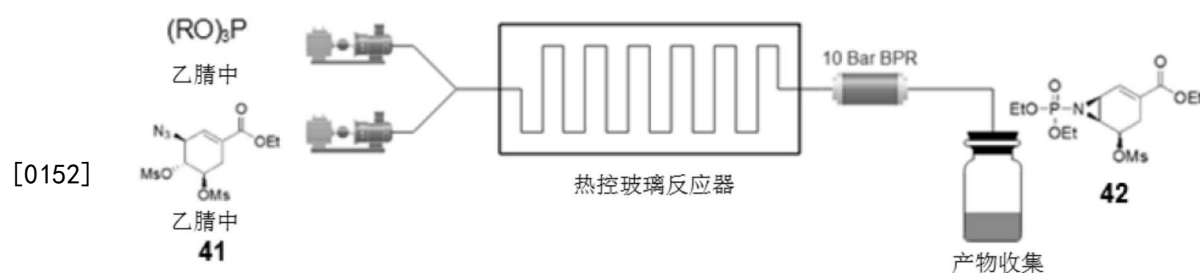 (RO)₃P
乙腈中
N₃
O
OEt
MsO
OMs
乙腈中
41
[0152]
热控玻璃反应器
10 Bar BPR
产物收集
O
EtO-P-N
OEt
O
OEt
OMs
42